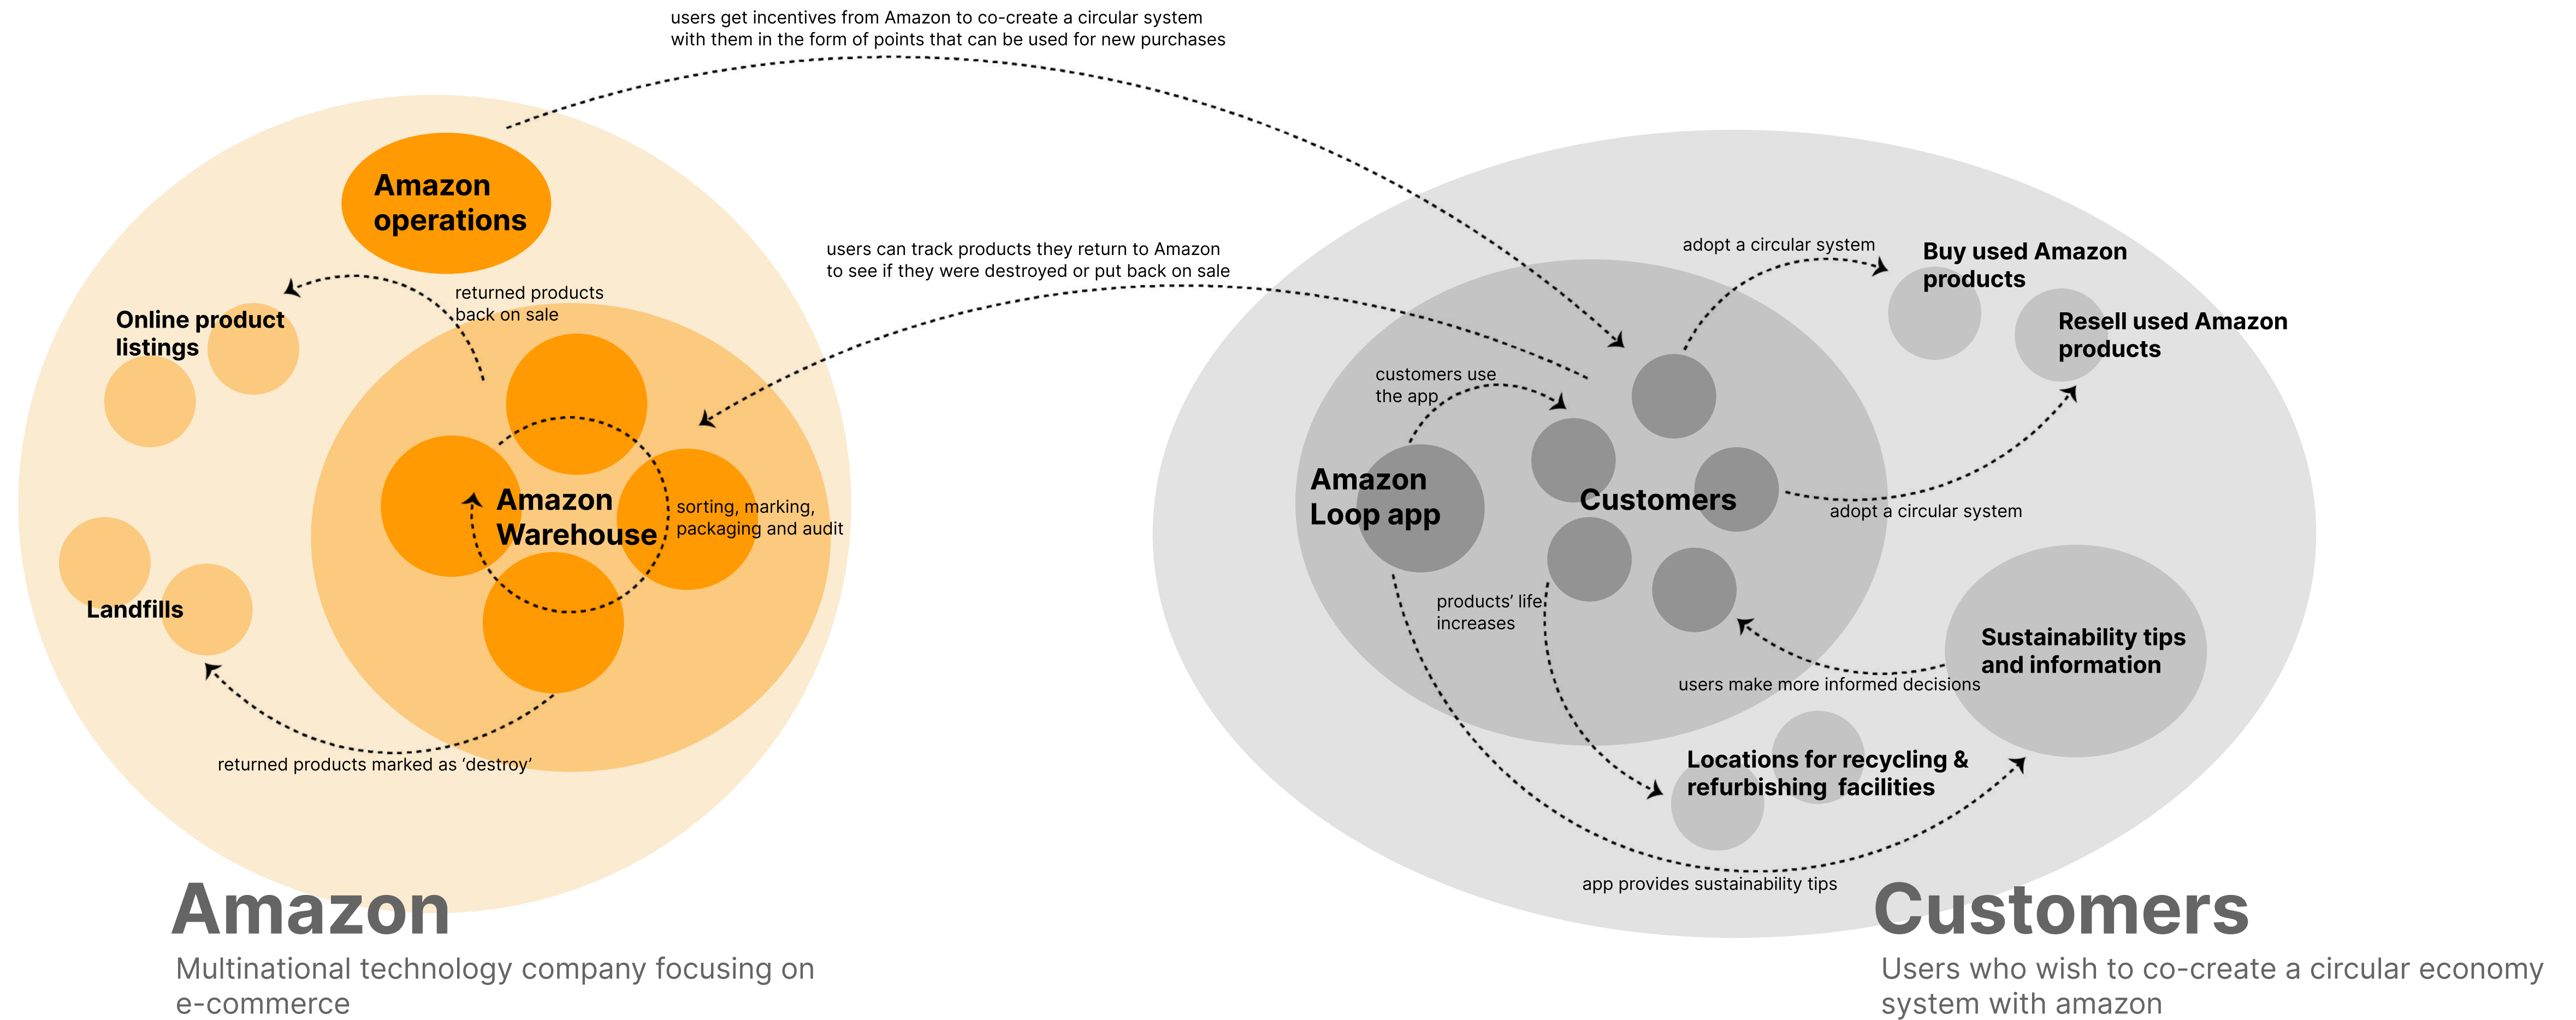 users get incentives from Amazon to co-create a circular system
with them in the form of points that can be used for new purchases
Amazon
operations
users can track products they return to Amazon
to see if they were destroyed or put back on sale
returned products
back on sale
Online product
listings
Amazon
Warehouse
sorting, marking,
packaging and audit
Landfills
returned products marked as ‘destroy’
Amazon
Multinational technology company focusing on
e-commerce
adopt a circular system
Buy used Amazon
products
Resell used Amazon
products
customers use
the app
Amazon
Loop app
Customers
adopt a circular system
products’ life
increases
Sustainability tips
and information
users make more informed decisions
Locations for recycling &
refurbishing facilities
app provides sustainability tips
Customers
Users who wish to co-create a circular economy
system with amazon